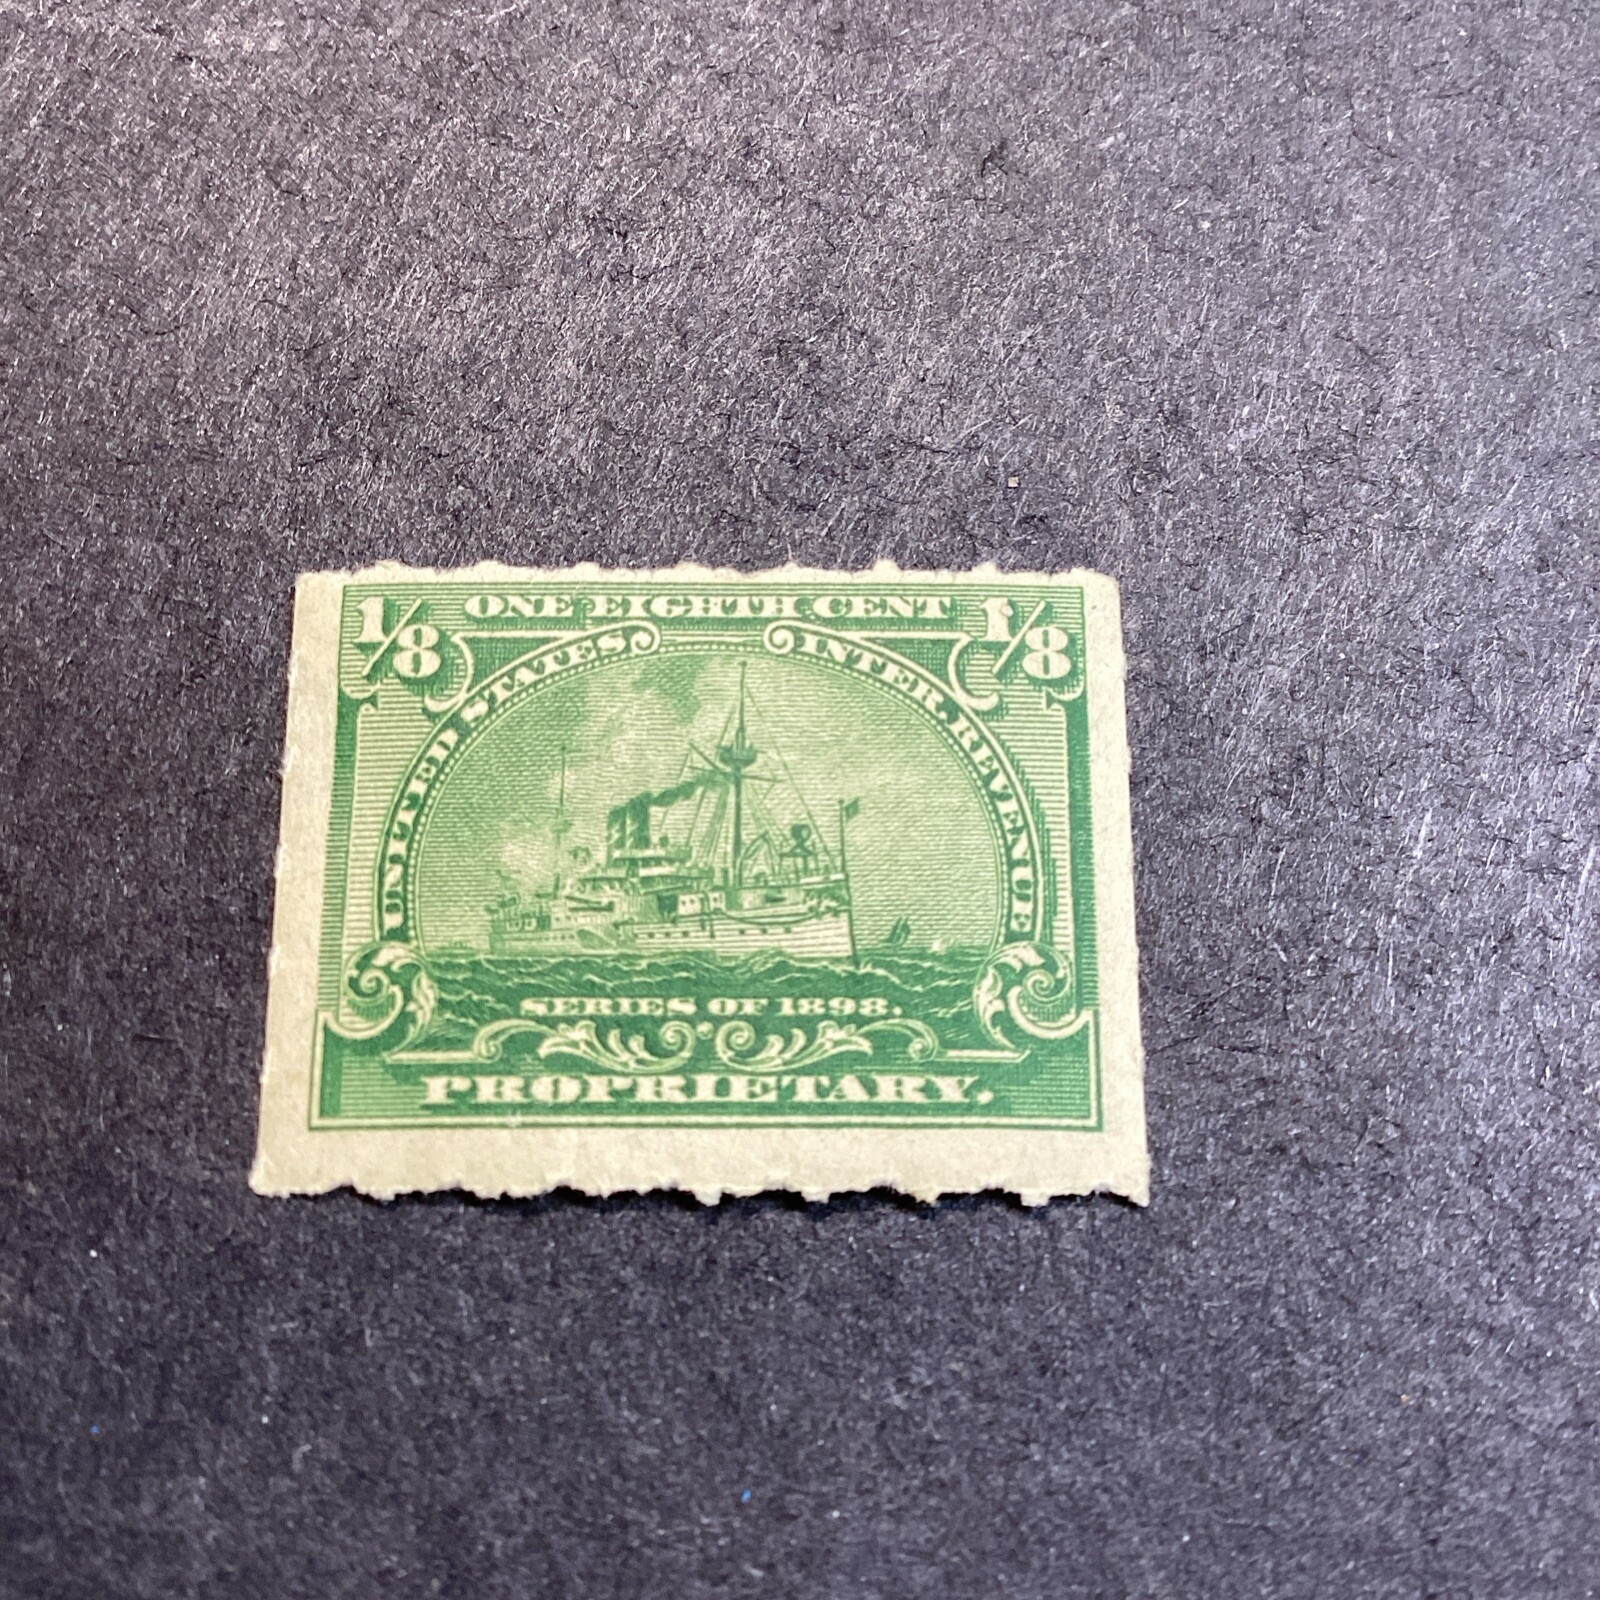 1/8 ONE EIGHTH CENT 1/8
UNITED STATES INTER. REVENUE
SERIES OF 1898.
PROPRIETARY.